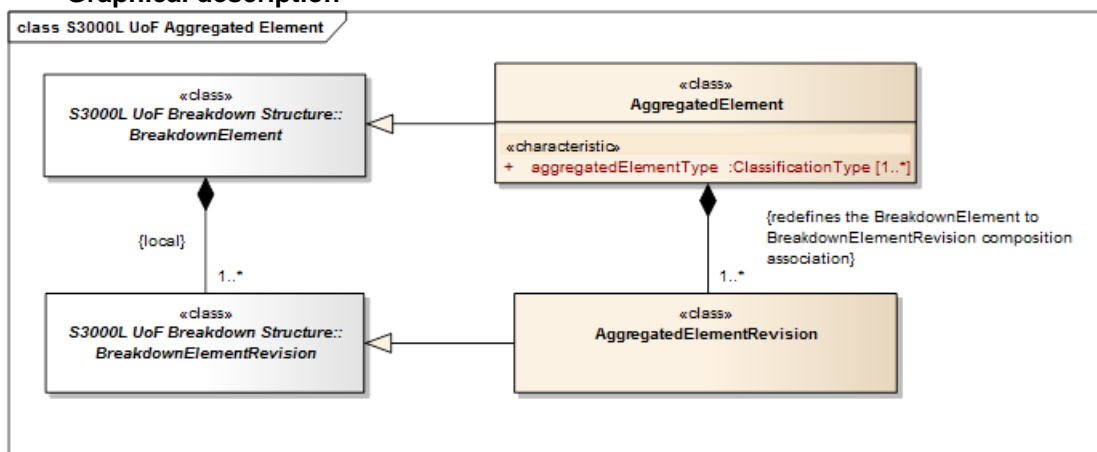 Graphical description
class S3000L UoF Aggregated Element
«class»
S3000L UoF Breakdown Structure::
BreakdownElement
«class»
AggregatedElement
«characteristic»
+ aggregatedElementType :ClassificationType [1..*]
{local}
1..*
{redefines the BreakdownElement to
BreakdownElementRevision composition
association}
1..*
«class»
S3000L UoF Breakdown Structure::
BreakdownElementRevision
«class»
AggregatedElementRevision